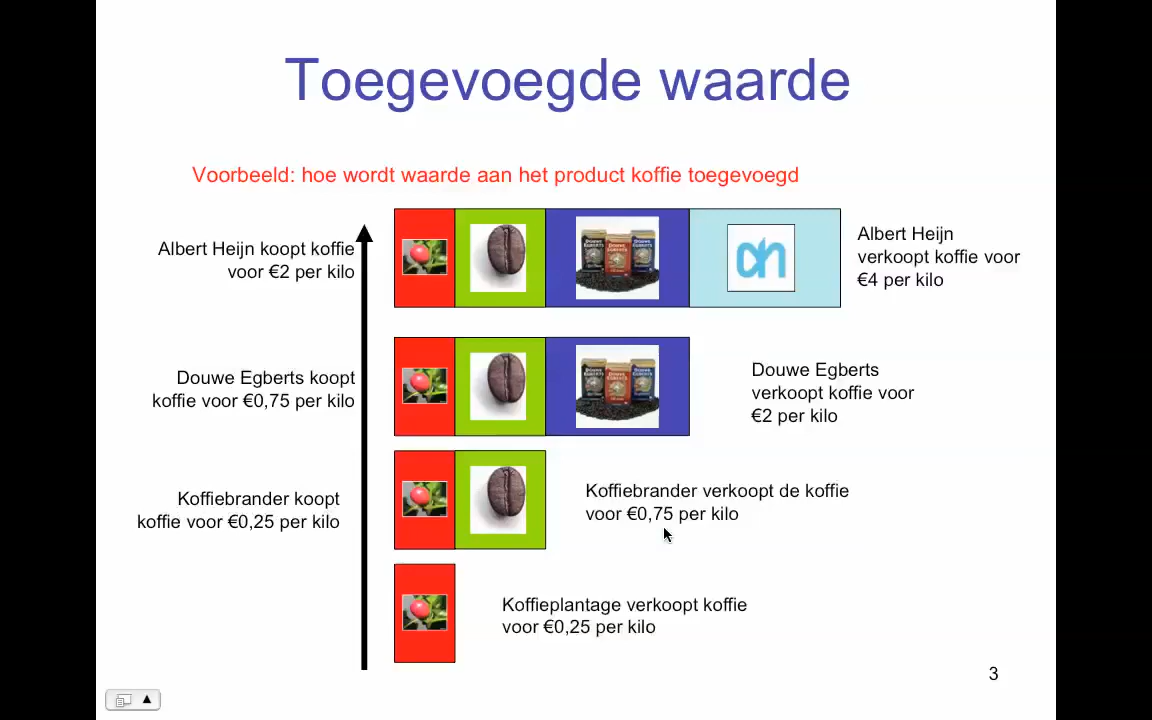 Toegevoegde waarde
Voorbeeld: hoe wordt waarde aan het product koffie toegevoegd
Albert Heijn koopt koffie
voor €2 per kilo
Albert Heijn
verkoopt koffie voor
€4 per kilo
Douwe Egberts koopt
koffie voor €0,75 per kilo
Douwe Egberts
verkoopt koffie voor
€2 per kilo
Koffiebrander koopt
koffie voor €0,25 per kilo
Koffiebrander verkoopt de koffie
voor €0,75 per kilo
Koffieplantage verkoopt koffie
voor €0,25 per kilo
3